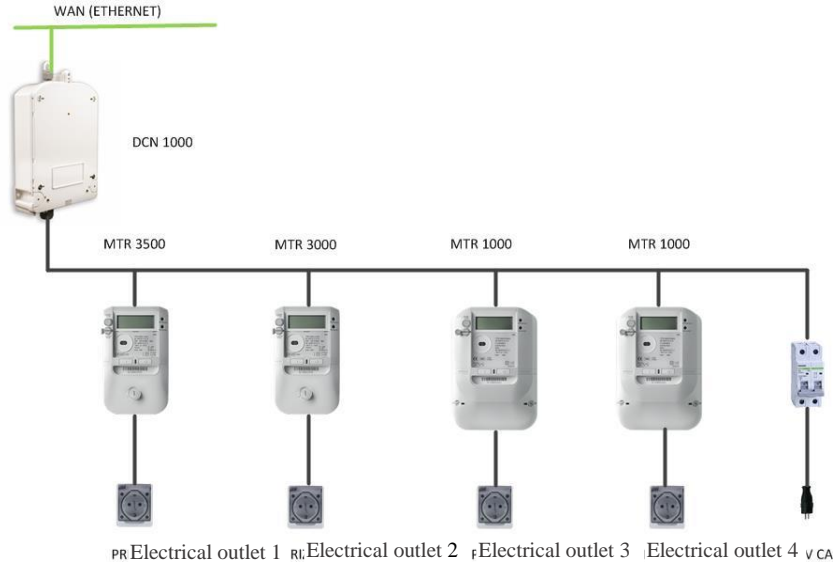 WAN (ETHERNET)
DCN 1000
MTR 3500 MTR 3000 MTR 1000 MTR 1000
PR Electrical outlet 1 RI Electrical outlet 2 Electrical outlet 3 Electrical outlet 4 V CA